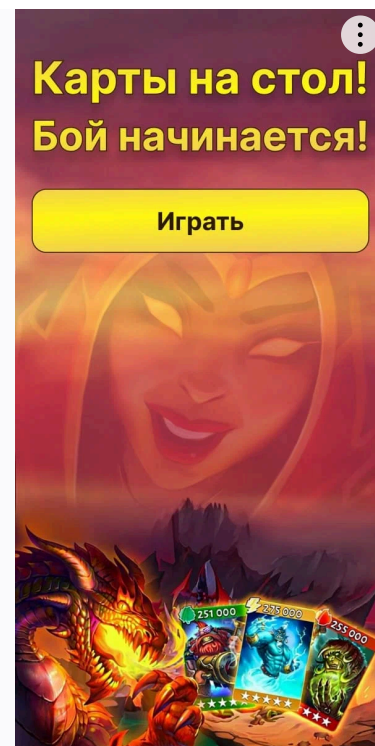 Карты на стол!
Бой начинается!
Играть
251 000
275 000
255 000